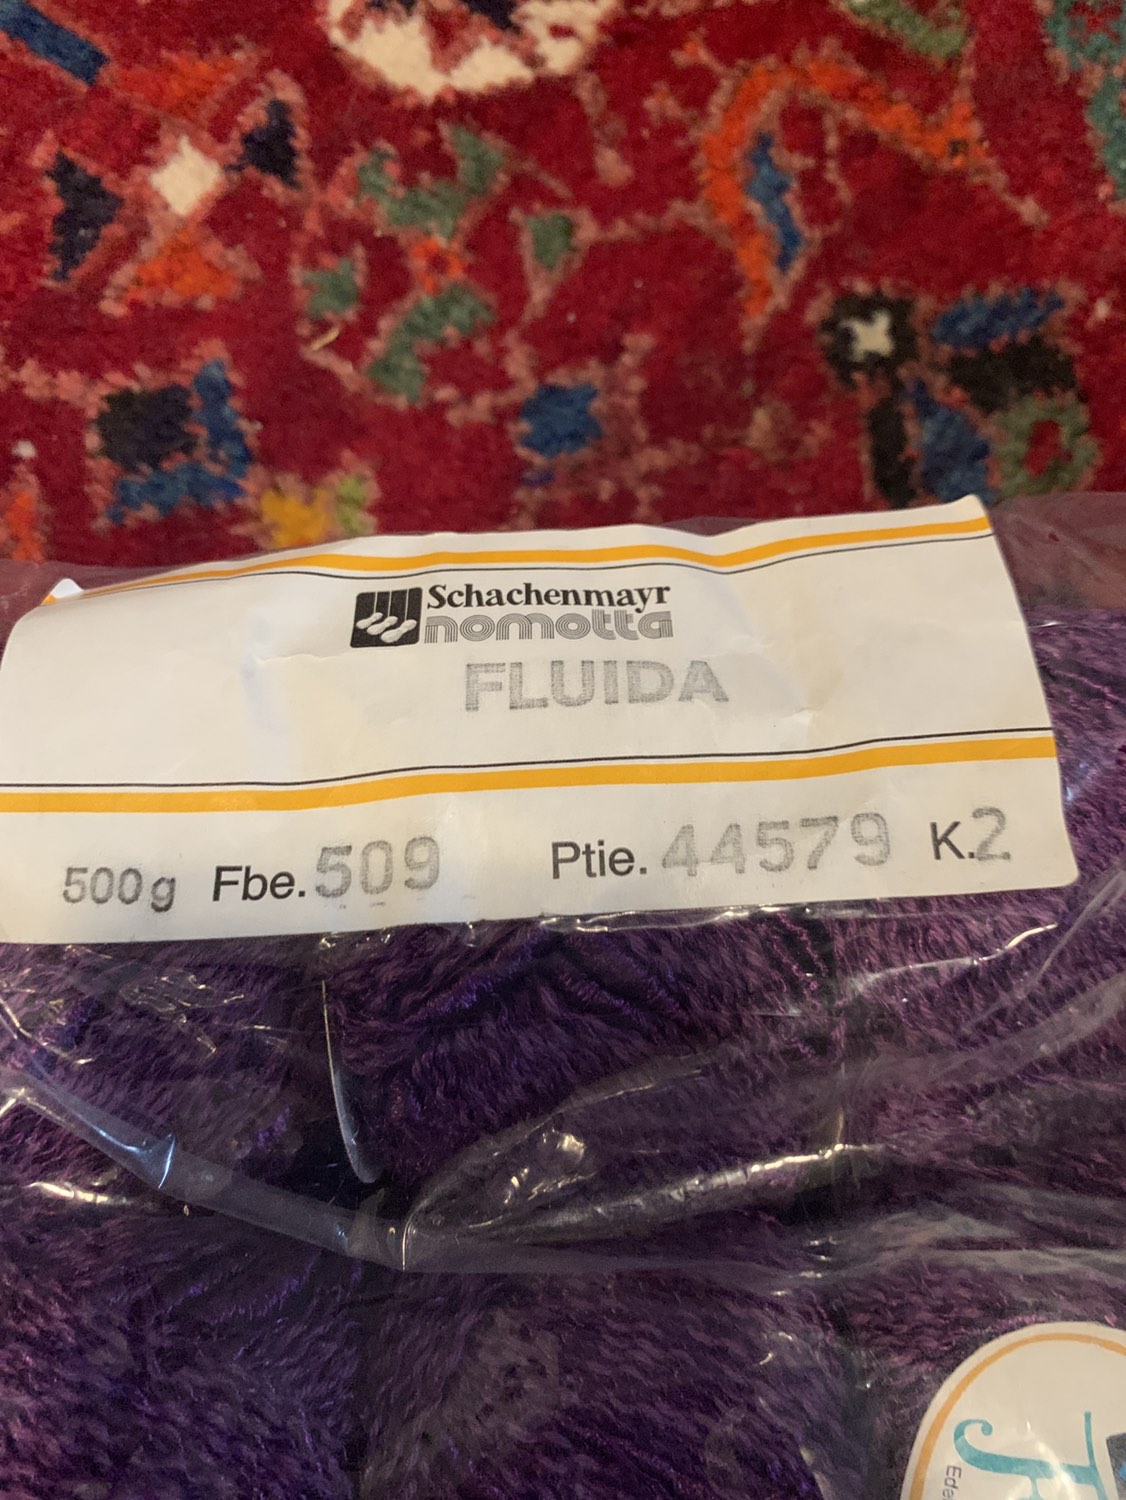 Schachenmayr
nomotta
FLUIDA
500g Fbe. 509 Ptie. 44579 K.2